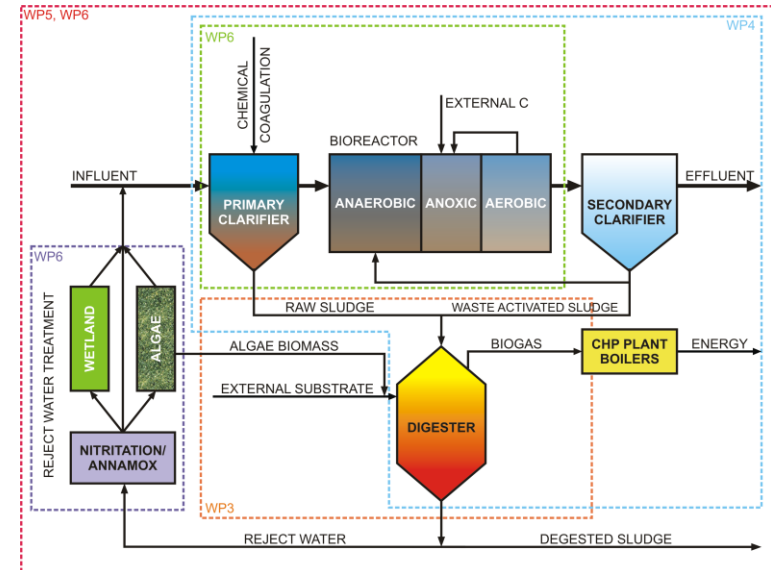 WP5, WP6
WP4
WP6
CHEMICAL
COAGULATION
EXTERNAL C
BIOREACTOR
INFLUENT
PRIMARY
CLARIFIER
ANAEROBIC
ANOXIC
AEROBIC
SECONDARY
CLARIFIER
EFFLUENT
WP6
REJECT WATER TREATMENT
WETLAND
ALGAE
RAW SLUDGE
WASTE ACTIVATED SLUDGE
ALGAE BIOMASS
BIOGAS
CHP PLANT
BOILERS
ENERGY
EXTERNAL SUBSTRATE
DIGESTER
NITRITATION/
ANNAMOX
WP3
REJECT WATER
DEGESTED SLUDGE